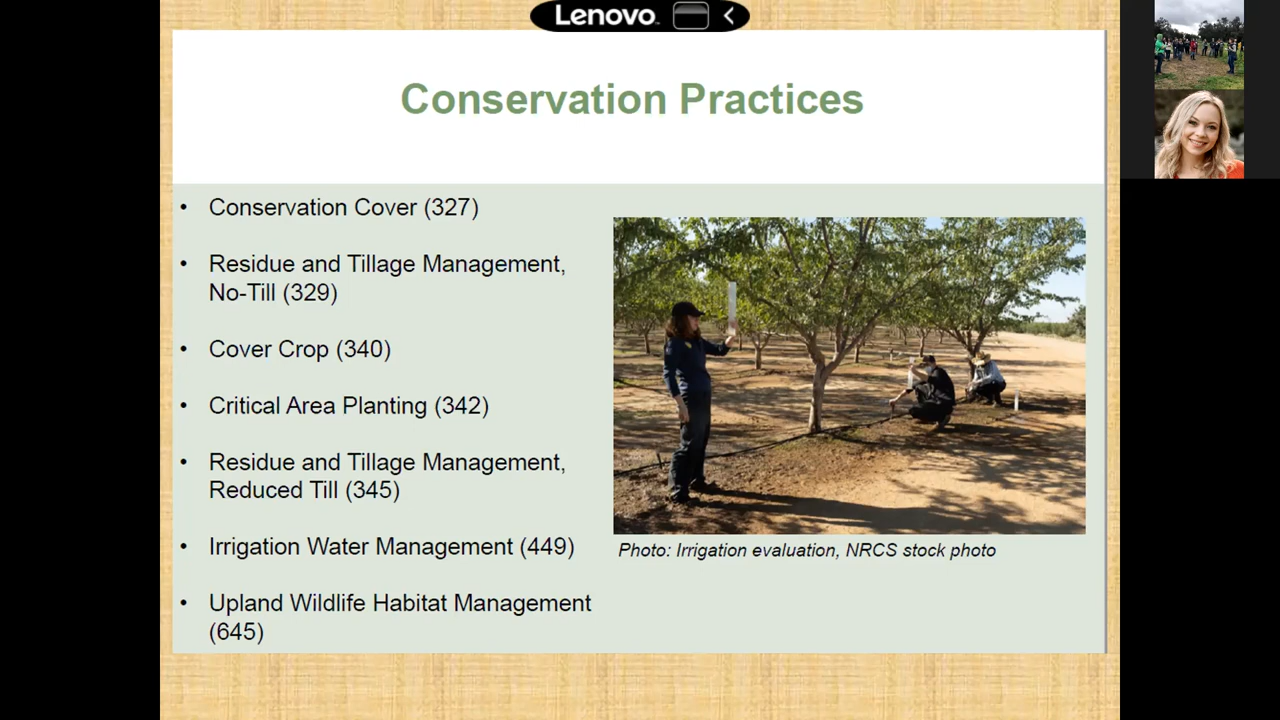 Lenovo
Conservation Practices
• Conservation Cover (327)
• Residue and Tillage Management,
No-Till (329)
• Cover Crop (340)
• Critical Area Planting (342)
• Residue and Tillage Management,
Reduced Till (345)
• Irrigation Water Management (449)
• Upland Wildlife Habitat Management
(645)
Photo: Irrigation evaluation, NRCS stock photo